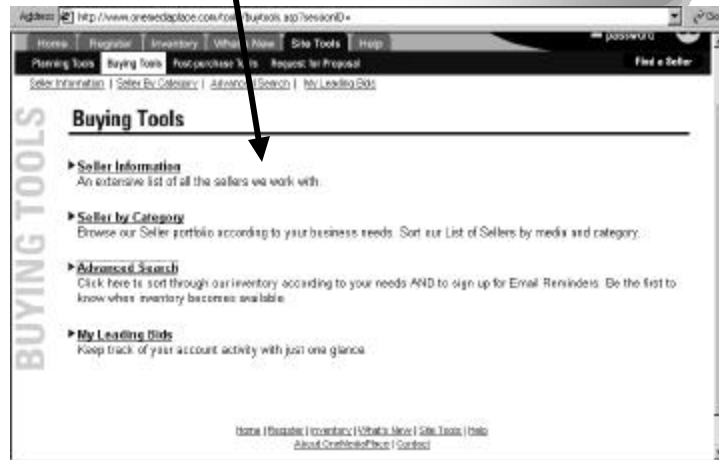 Address http://www.onemediaplace.com/tools/buytools.asp?sessionID=
Home Register Inventory What's New Site Tools Help password
Planning Tools Buying Tools Post-purchase Tools Request for Proposal Find a Seller
Seller Information | Seller By Category | Advanced Search | My Leading Bids
BUYING TOOLS
Buying Tools
Seller Information
An extensive list of all the sellers we work with.
Seller by Category
Browse our Seller portfolio according to your business needs. Sort our List of Sellers by media and category.
Advanced Search
Click here to sort through our inventory according to your needs AND to sign up for Email Reminders. Be the first to
know when inventory becomes available
My Leading Bids
Keep track of your account activity with just one glance
Home | Register | Inventory | What's New | Site Tools | Help
About OneMediaPlace | Contact